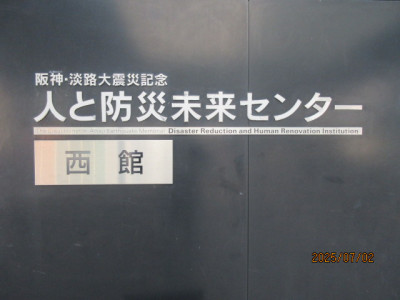 阪神・淡路大震災記念
人と防災未来センター
Disaster Reduction and Human Renovation Institution
西館
2025/07/02